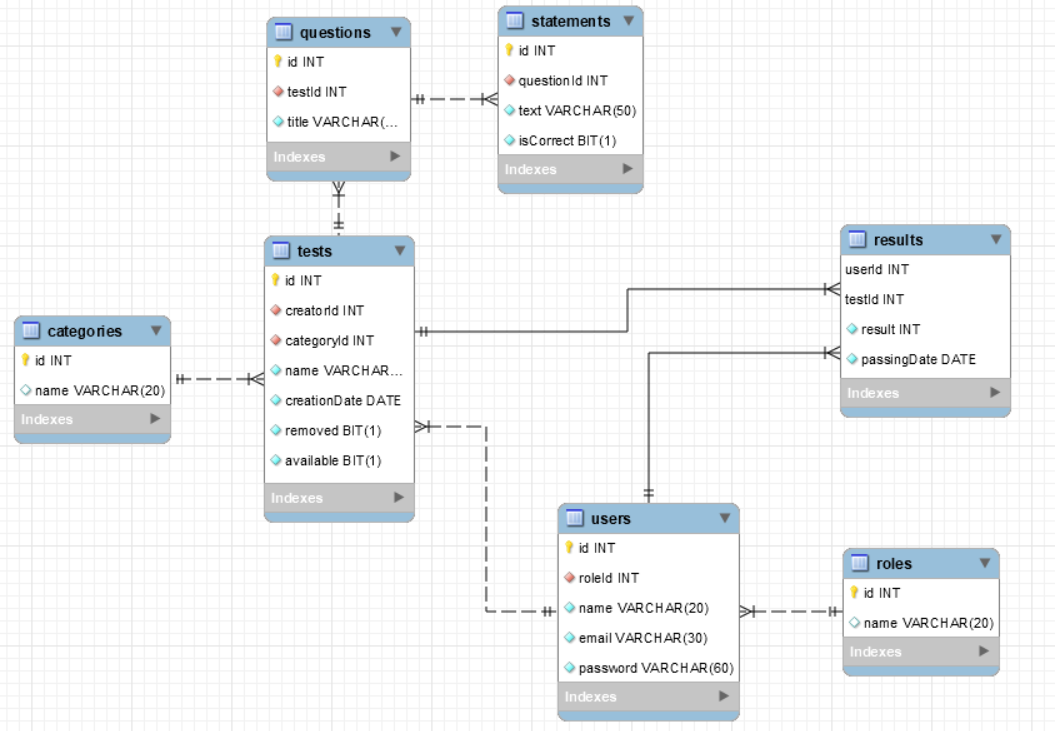 questions
id INT
testId INT
title VARCHAR(...
Indexes
statements
id INT
questionId INT
text VARCHAR(50)
isCorrect BIT(1)
Indexes
tests
id INT
creatorId INT
categoryId INT
name VARCHAR...
creationDate DATE
removed BIT(1)
available BIT(1)
Indexes
results
userId INT
testId INT
result INT
passingDate DATE
Indexes
categories
id INT
name VARCHAR(20)
Indexes
users
id INT
roleId INT
name VARCHAR(20)
email VARCHAR(30)
password VARCHAR(60)
Indexes
roles
id INT
name VARCHAR(20)
Indexes